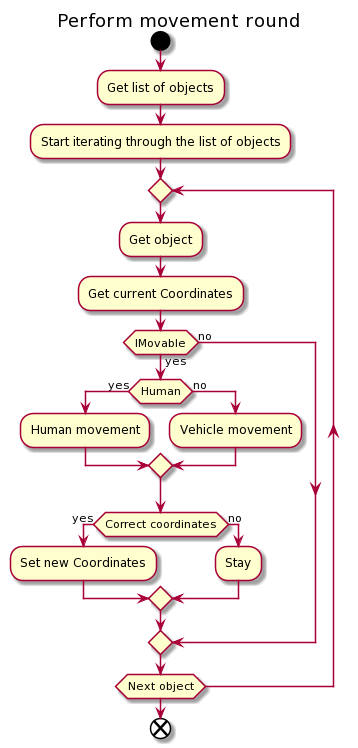 Perform movement round
Get list of objects
Start iterating through the list of objects
Get object
Get current Coordinates
IMovable
no
yes
yes
Human
no
Human movement
Vehicle movement
yes
Correct coordinates
no
Set new Coordinates
Stay
Next object